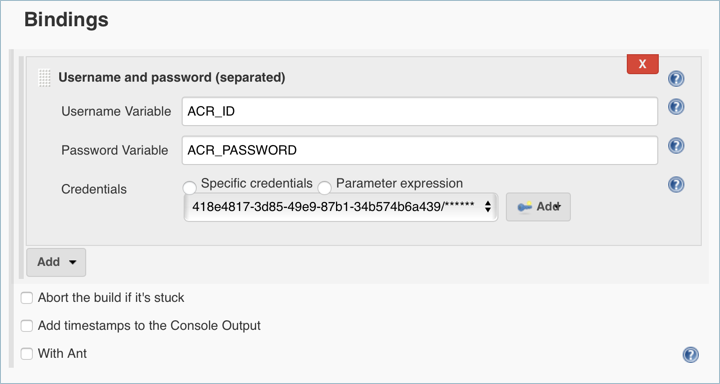 Bindings
X
Username and password (separated)
Username Variable ACR_ID
Password Variable ACR_PASSWORD
Credentials Specific credentials Parameter expression
418e4817-3d85-49e9-87b1-34b574b6a439/****** Add
Add
Abort the build if it's stuck
Add timestamps to the Console Output
With Ant